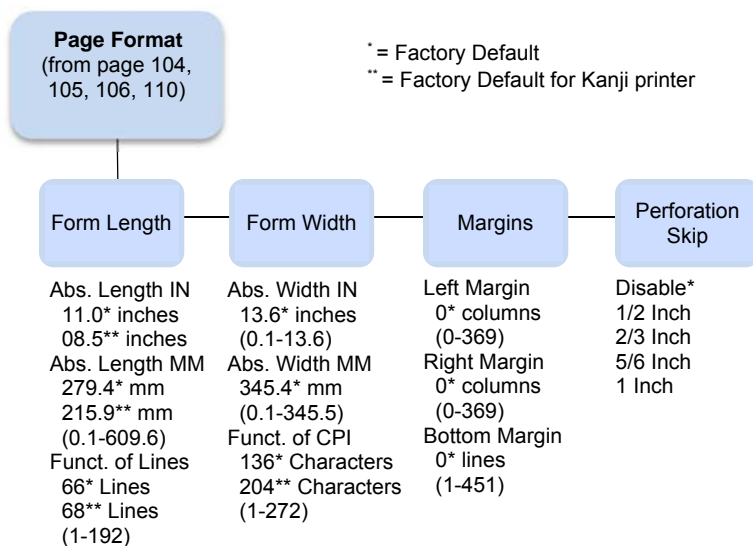 Page Format
(from page 104,
105, 106, 110)
* = Factory Default
** = Factory Default for Kanji printer
Form Length
Form Width
Margins
Perforation
Skip
Abs. Length IN
11.0* inches
08.5** inches
Abs. Length MM
279.4* mm
215.9** mm
(0.1-609.6)
Funct. of Lines
66* Lines
68** Lines
(1-192)
Abs. Width IN
13.6* inches
(0.1-13.6)
Abs. Width MM
345.4* mm
(0.1-345.5)
Funct. of CPI
136* Characters
204** Characters
(1-272)
Left Margin
0* columns
(0-369)
Right Margin
0* columns
(0-369)
Bottom Margin
0* lines
(1-451)
Disable*
1/2 Inch
2/3 Inch
5/6 Inch
1 Inch